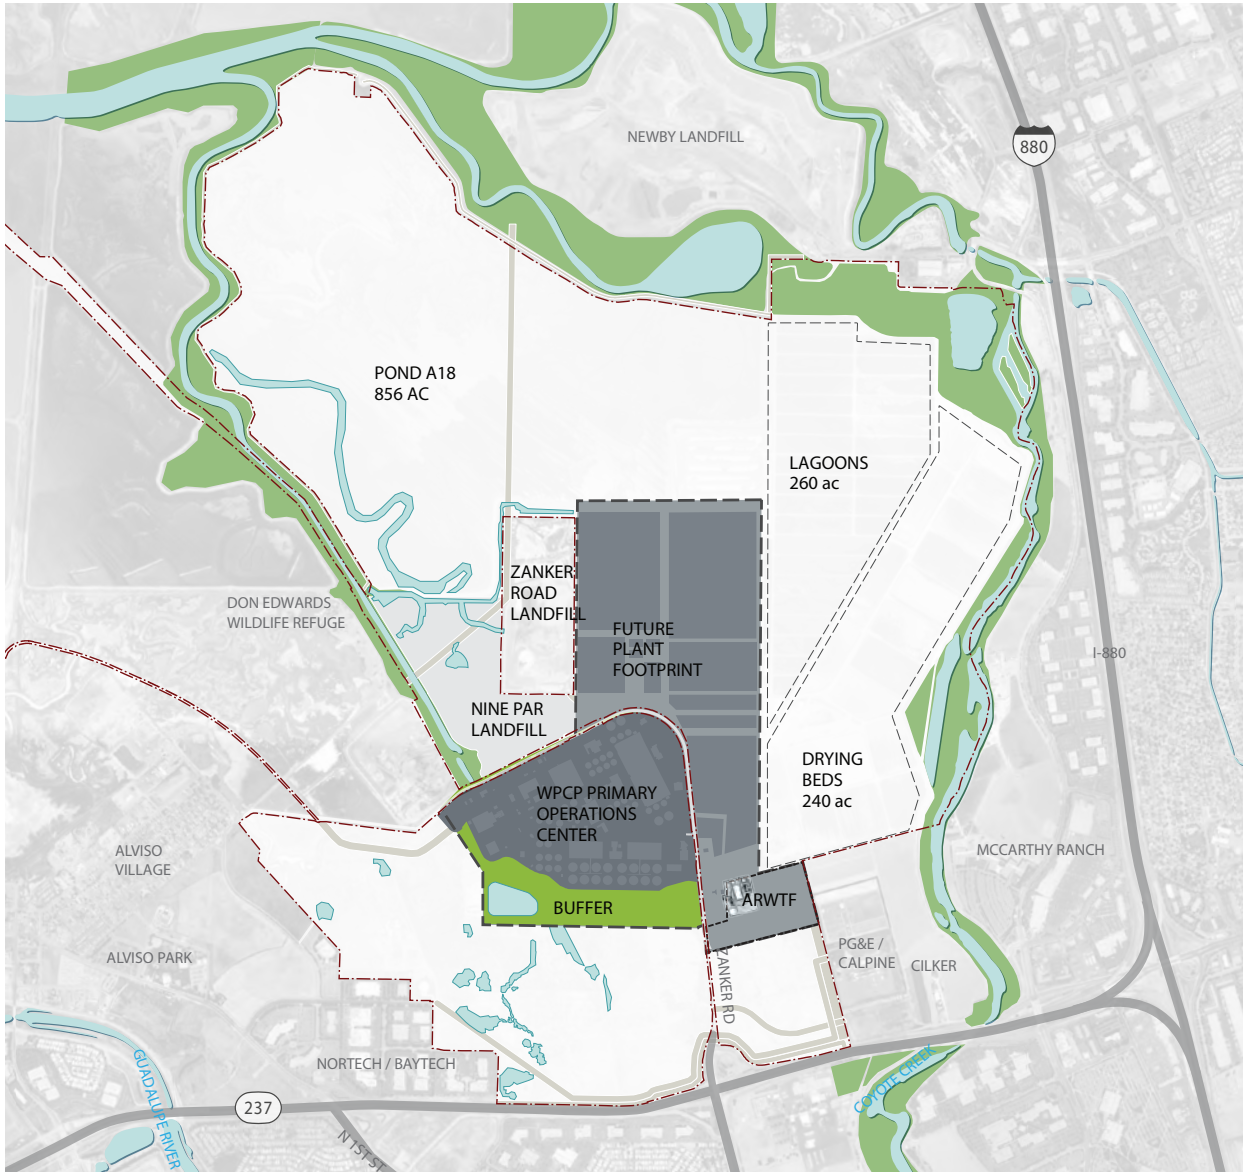 NEWBY LANDFILL
880
POND A18
856 AC
LAGOONS
260 ac
ZANKER
ROAD
LANDFILL
DON EDWARDS
WILDLIFE REFUGE
FUTURE
PLANT
FOOTPRINT
I-880
NINE PAR
LANDFILL
DRYING
BEDS
240 ac
WPCP PRIMARY
OPERATIONS
CENTER
ALVISO
VILLAGE
MCCARTHY RANCH
BUFFER
ARWTF
ALVISO PARK
PG&E /
CALPINE
CILKER
ZANKER RD
NORTECH / BAYTECH
GUADALUPE RIVER
COYOTE CREEK
237
N 1ST ST